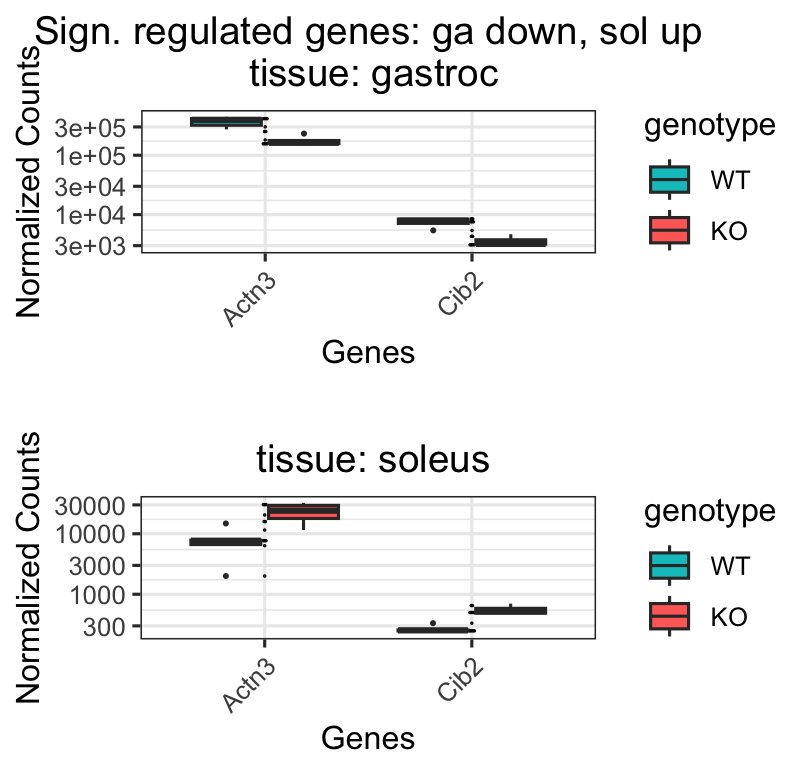 Sign. regulated genes: ga down, sol up
tissue: gastroc
Normalized Counts
3e+05
1e+05
3e+04
1e+04
3e+03
Actn3
Cib2
Genes
genotype
WT
KO
tissue: soleus
Normalized Counts
30000
10000
3000
1000
300
Actn3
Cib2
Genes
genotype
WT
KO